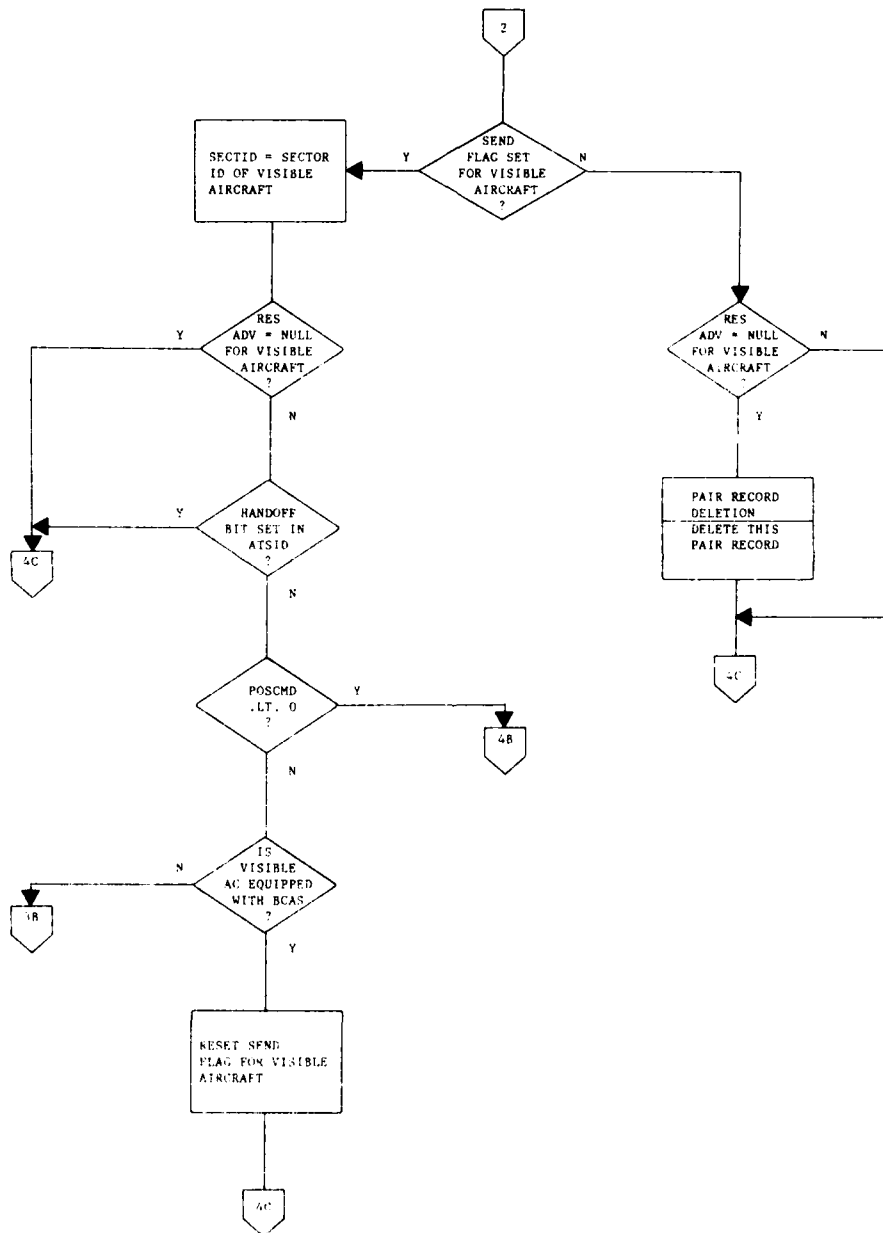 2
SEND
FLAG SET
FOR VISIBLE
AIRCRAFT
?
Y
N
SECTID = SECTOR
ID OF VISIBLE
AIRCRAFT
RES
ADV = NULL
FOR VISIBLE
AIRCRAFT
?
Y
N
RES
ADV = NULL
FOR VISIBLE
AIRCRAFT
?
N
Y
HANDOFF
BIT SET IN
ATSID
?
Y
N
4C
PAIR RECORD
DELETION
DELETE THIS
PAIR RECORD
4C
POSCMD
.LT. 0
?
Y
N
4B
IS
VISIBLE
AC EQUIPPED
WITH BCAS
?
N
Y
3B
RESET SEND
FLAG FOR VISIBLE
AIRCRAFT
4C